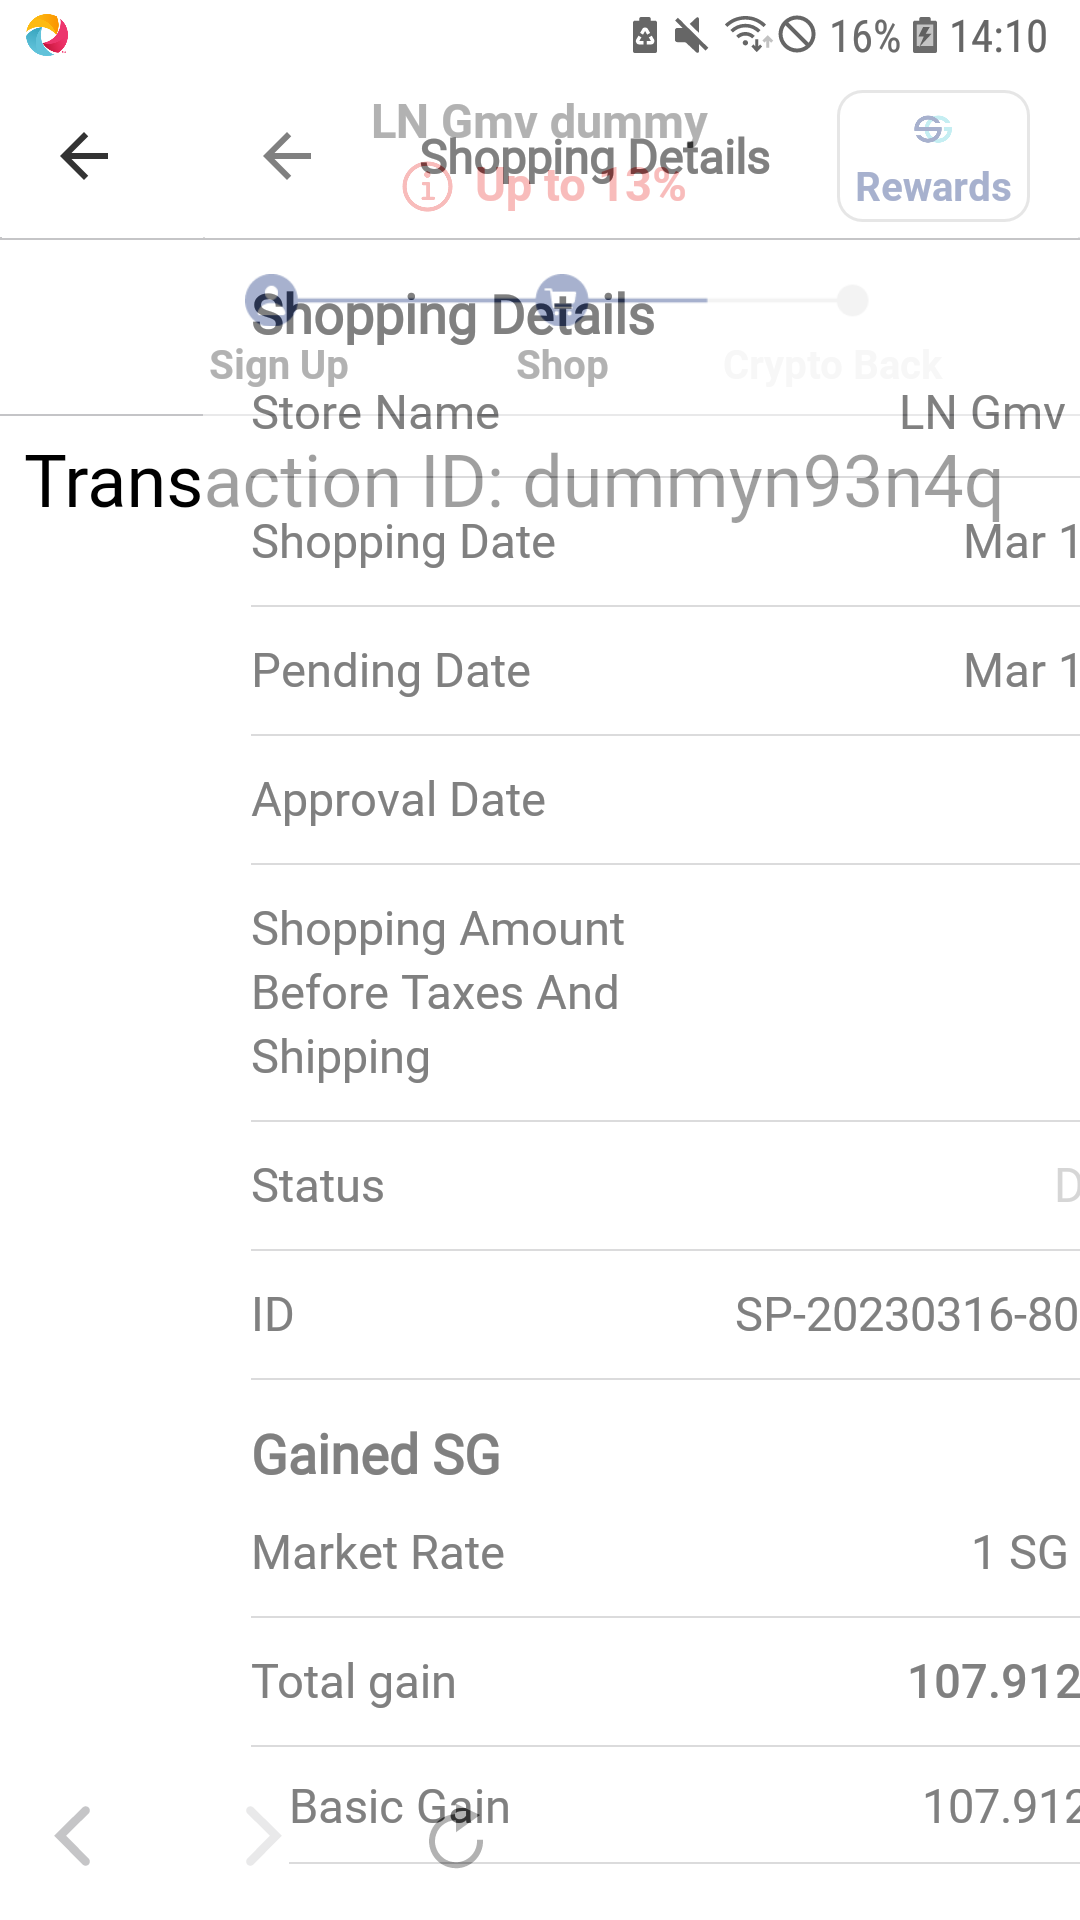 16% 14:10
LN Gmv dummy
Shopping Details
Up to 13%
Rewards
Shopping Details
Sign Up Shop Crypto Back
Store Name LN Gmv
Transaction ID: dummyn93n4q
Shopping Date Mar 1
Pending Date Mar 1
Approval Date
Shopping Amount
Before Taxes And
Shipping
Status D
ID SP-20230316-80
Gained SG
Market Rate 1 SG
Total gain 107.912
Basic Gain 107.912